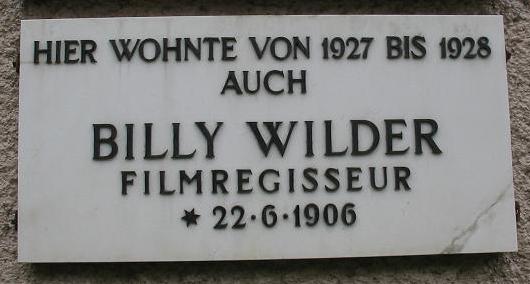 HIER WOHNTE VON 1927 BIS 1928
AUCH
BILLY WILDER
FILMREGISSEUR
* 22·6·1906